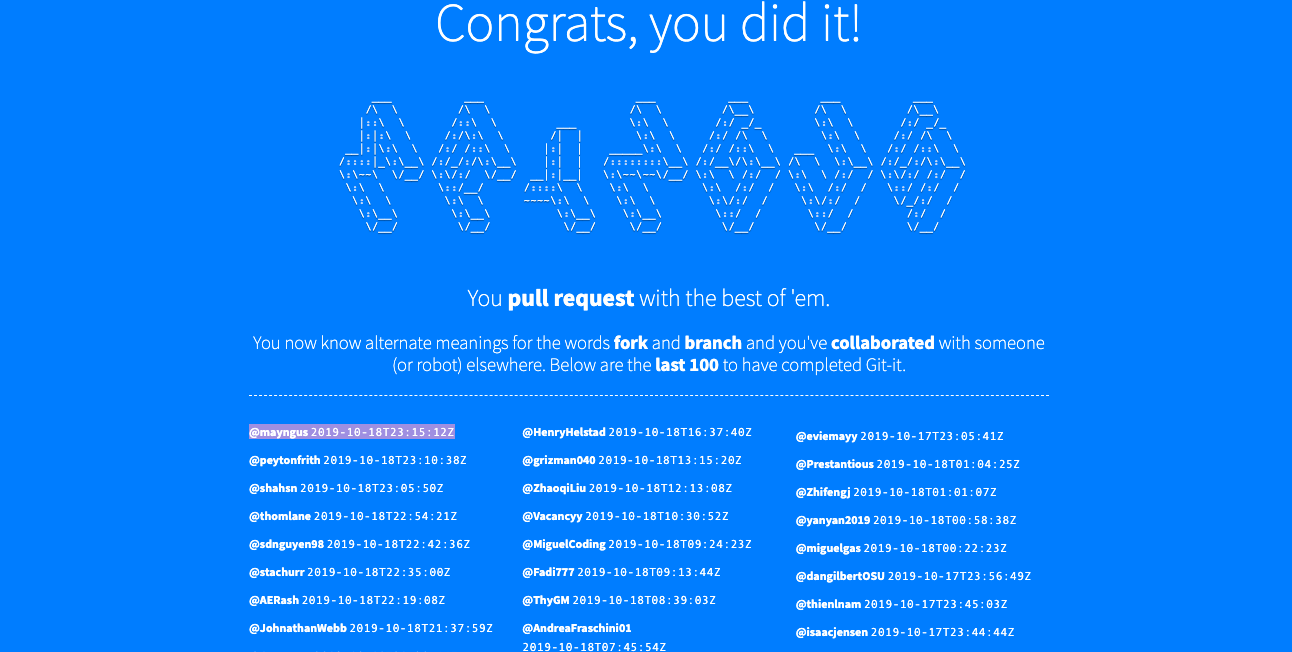 Congrats, you did it!
You pull request with the best of 'em.
You now know alternate meanings for the words fork and branch and you've collaborated with someone
(or robot) elsewhere. Below are the last 100 to have completed Git-it.
@mayngus 2019-10-18T23:15:12Z
@peytonfrith 2019-10-18T23:10:38Z
@shahsn 2019-10-18T23:05:50Z
@thomlane 2019-10-18T22:54:21Z
@sdnguyen98 2019-10-18T22:42:36Z
@stachurr 2019-10-18T22:35:00Z
@AERash 2019-10-18T22:19:08Z
@JohnathanWebb 2019-10-18T21:37:59Z
@HenryHelstad 2019-10-18T16:37:40Z
@grizman040 2019-10-18T13:15:20Z
@ZhaoqiLiu 2019-10-18T12:13:08Z
@Vacancyy 2019-10-18T10:30:52Z
@MiguelCoding 2019-10-18T09:24:23Z
@Fadi777 2019-10-18T09:13:44Z
@ThyGM 2019-10-18T08:39:03Z
@AndreaFraschini01
2019-10-18T07:45:54Z
@eviemayy 2019-10-17T23:05:41Z
@Prestantious 2019-10-18T01:04:25Z
@Zhifengj 2019-10-18T01:01:07Z
@yanyan2019 2019-10-18T00:58:38Z
@miguelgas 2019-10-18T00:22:23Z
@dangilbertOSU 2019-10-17T23:56:49Z
@thienlnam 2019-10-17T23:45:03Z
@isaacjensen 2019-10-17T23:44:44Z